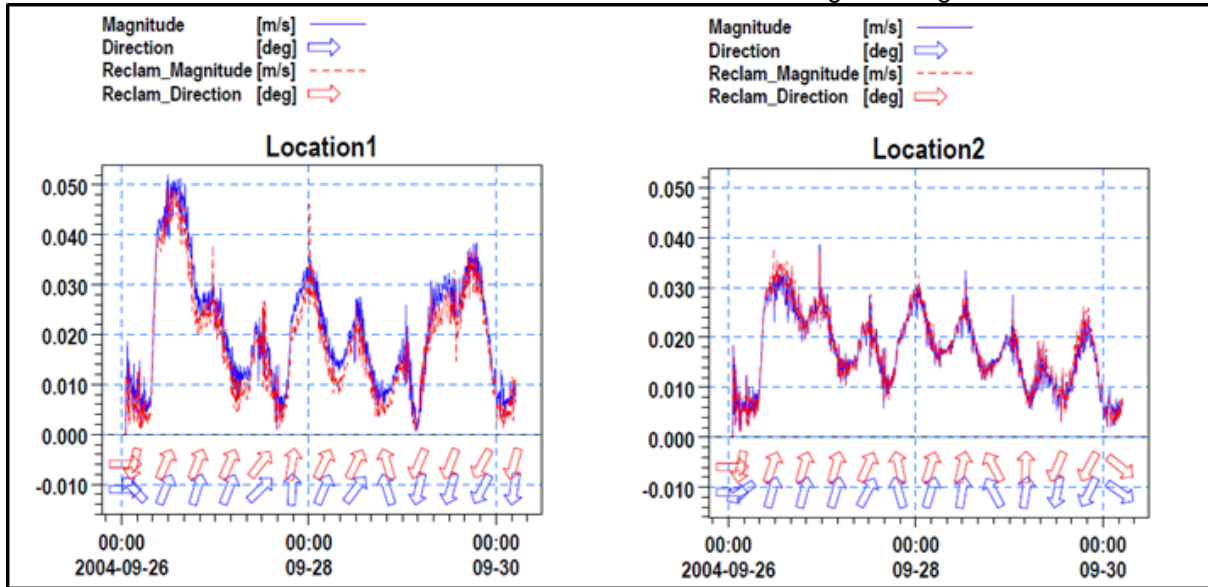 Magnitude [m/s]
Direction [deg]
Reclam_Magnitude [m/s]
Reclam_Direction [deg]
Location1
0.050
0.040
0.030
0.020
0.010
0.000
-0.010
00:00 00:00 00:00
2004-09-26 09-28 09-30
Magnitude [m/s]
Direction [deg]
Reclam_Magnitude [m/s]
Reclam_Direction [deg]
Location2
0.050
0.040
0.030
0.020
0.010
0.000
-0.010
00:00 00:00 00:00
2004-09-26 09-28 09-30